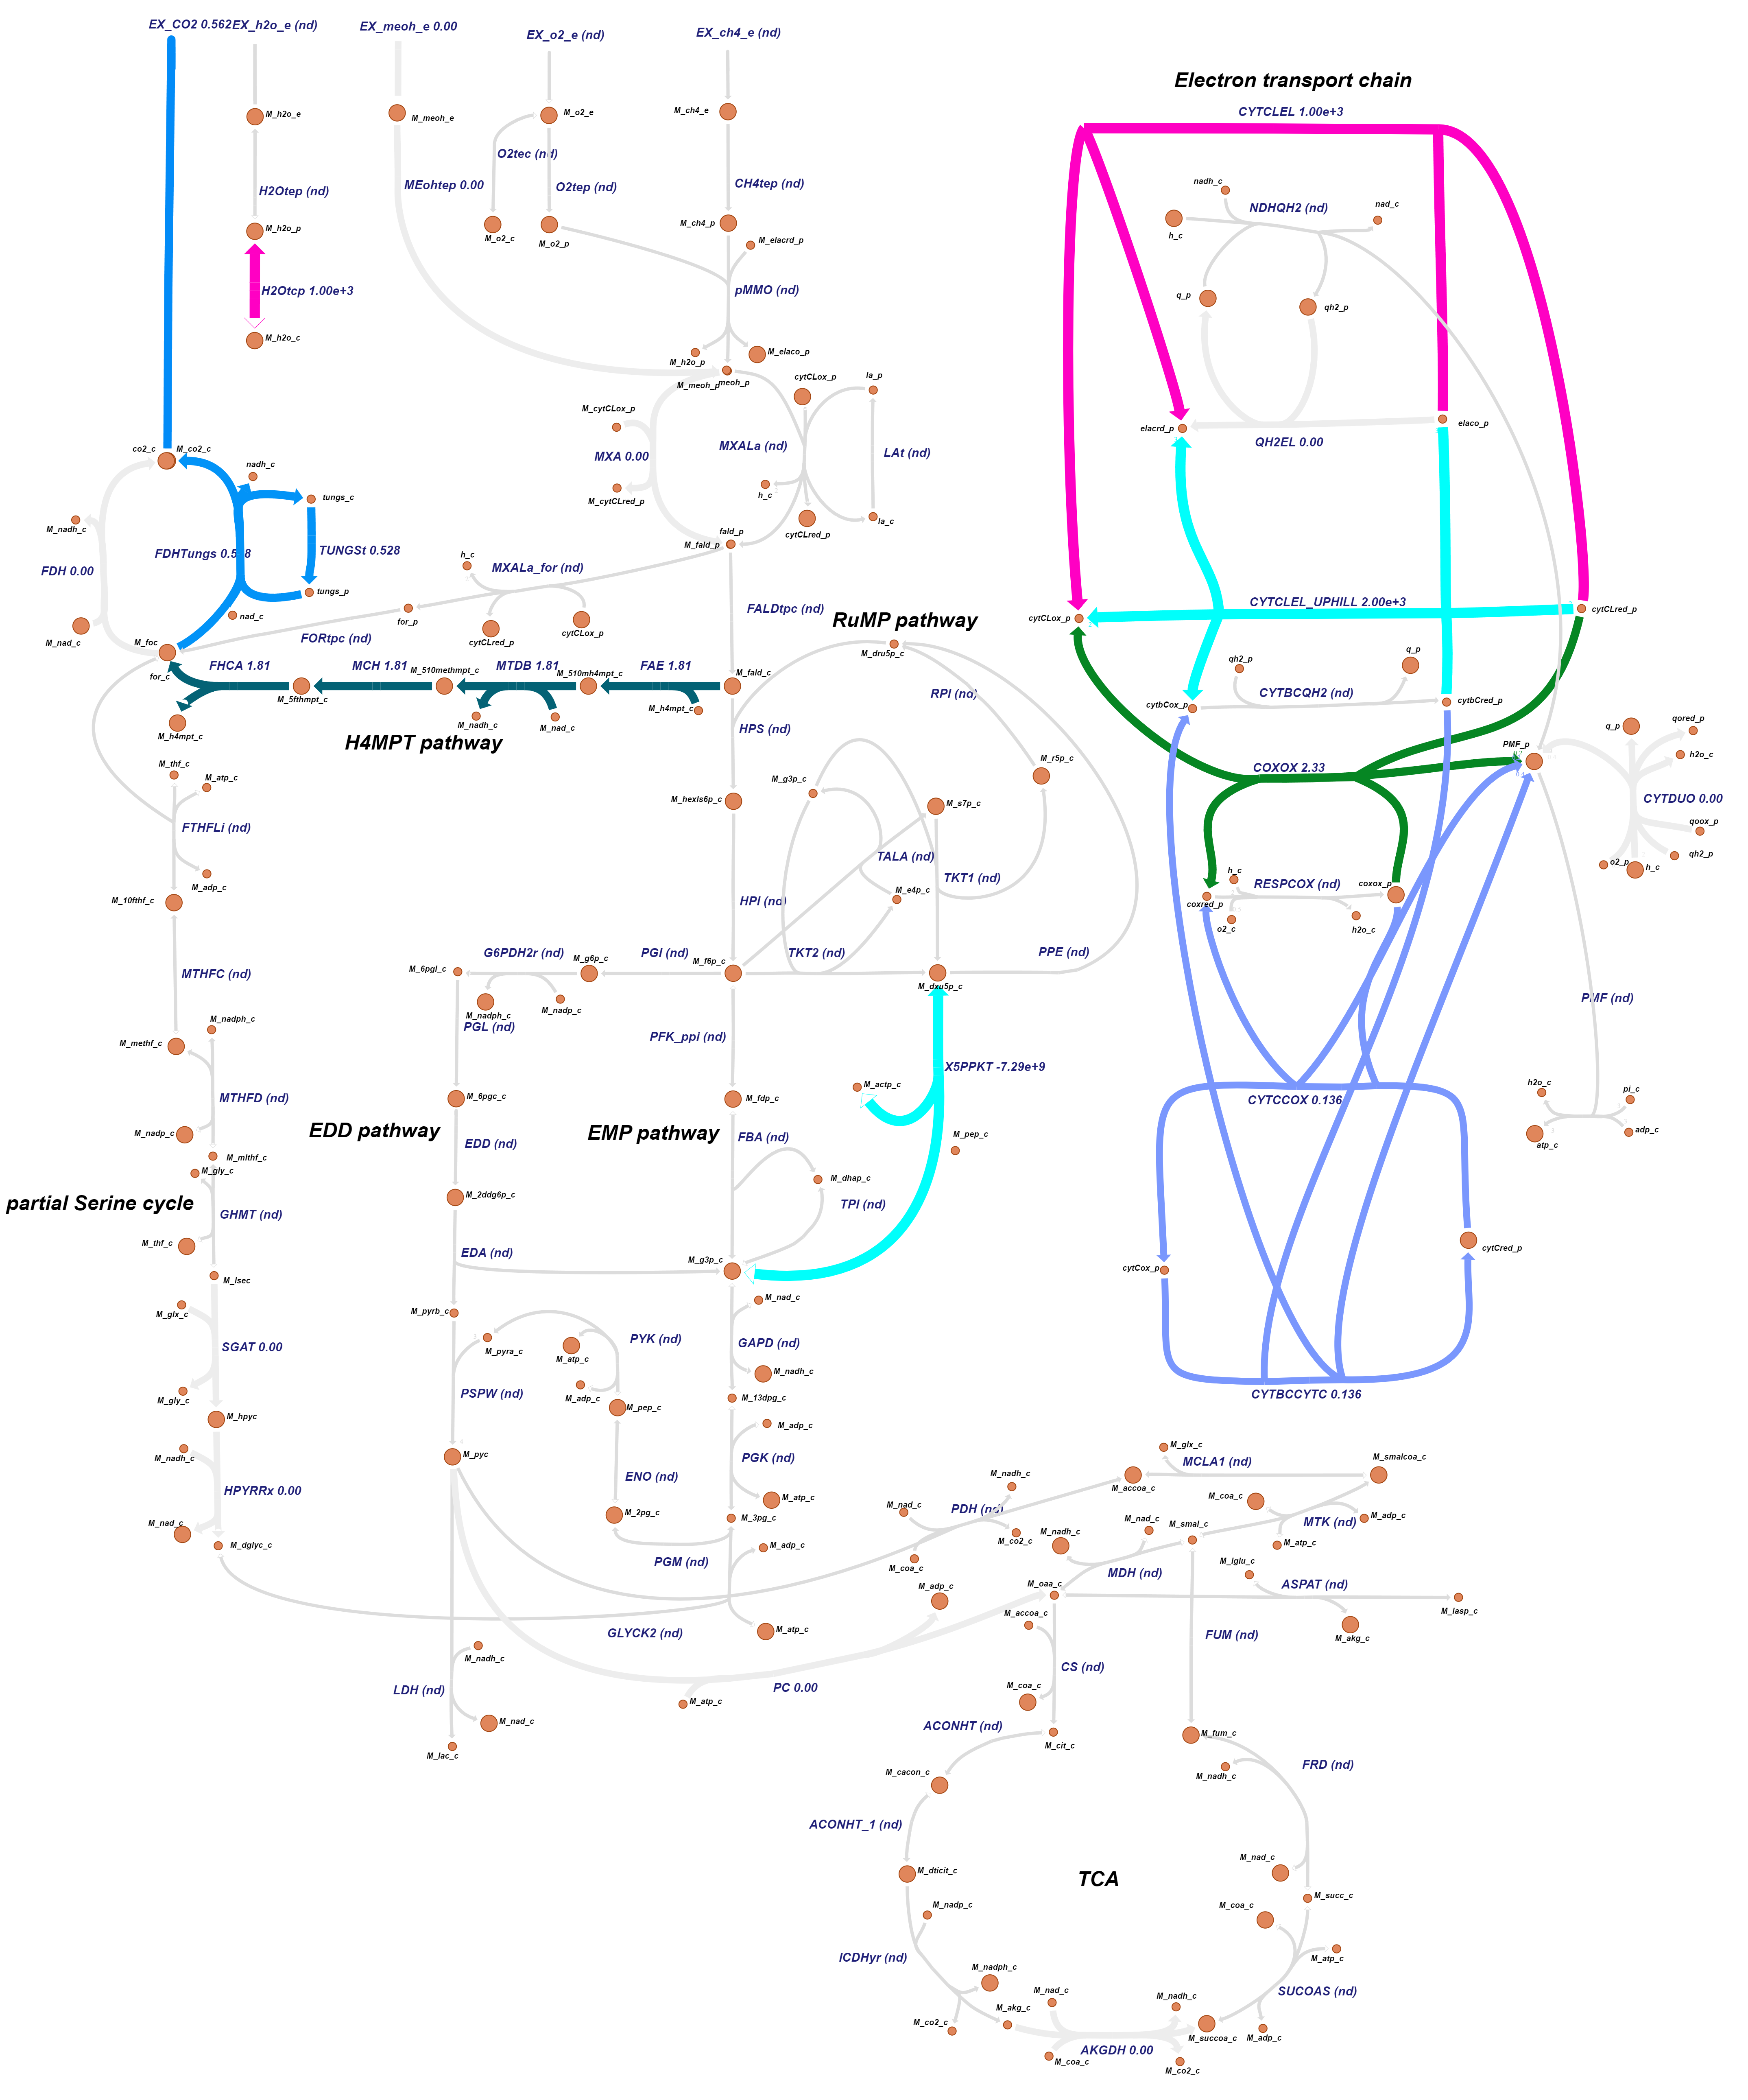 EX_CO2 0.562
EX_h2o_e (nd)
EX_meoh_e 0.00
EX_o2_e (nd)
EX_ch4_e (nd)
Electron transport chain
CYTCLEL 1.00e+3
M_h2o_e
M_meoh_e
M_o2_e
M_ch4_e
O2tec (nd)
H2Otep (nd)
MEohtep 0.00
O2tep (nd)
CH4tep (nd)
nadh_c
NDHQH2 (nd)
nad_c
h_c
M_h2o_p
M_o2_c
M_o2_p
M_ch4_p
M_elacrd_p
H2Otcp 1.00e+3
pMMO (nd)
q_p
qh2_p
M_h2o_c
M_h2o_p
M_elaco_p
M_meoh_p
meoh_p
cytCLox_p
la_p
M_cytCLox_p
MXALa (nd)
LAt (nd)
MXA 0.00
elacrd_p
QH2EL 0.00
elaco_p
co2_c
M_co2_c
nadh_c
tungs_c
M_cytCLred_p
h_c
la_c
cytCLred_p
M_nadh_c
FDHTungs 0.528
TUNGSt 0.528
FDH 0.00
fald_p
M_fald_p
h_c
MXALa_for (nd)
tungs_p
nad_c
M_nad_c
for_p
cytCLred_p
cytCLox_p
FALDtpc (nd)
RuMP pathway
CYTCLEL_UPHILL 2.00e+3
cytCLox_p
cytCLred_p
M_foc
FORtpc (nd)
M_dru5p_c
for_c
FHCA 1.81
MCH 1.81
M_510methmpt_c
MTDB 1.81
M_510mh4mpt_c
FAE 1.81
M_fald_c
qh2_p
q_p
CYTBCQH2 (nd)
RPI (nd)
M_5fthmpt_c
M_h4mpt_c
M_nadh_c
M_nad_c
M_h4mpt_c
cytbCox_p
cytbCred_p
H4MPT pathway
HPS (nd)
PMF_p
q_p
qored_p
h2o_c
M_thf_c
M_atp_c
M_g3p_c
M_r5p_c
COXOX 2.33
M_hexls6p_c
M_s7p_c
CYTDUO 0.00
FTHFLi (nd)
TALA (nd)
TKT1 (nd)
qoox_p
qh2_p
o2_p
h_c
M_adp_c
M_10fthf_c
M_e4p_c
HPI (nd)
h_c
RESPCOX (nd)
coxox_p
coxred_p
o2_c
h2o_c
MTHFC (nd)
M_6pgl_c
G6PDH2r (nd)
M_g6p_c
PGI (nd)
M_f6p_c
TKT2 (nd)
M_dxu5p_c
PPE (nd)
PMF (nd)
M_nadph_c
M_methf_c
M_nadph_c
M_nadp_c
PGL (nd)
PFK_ppi (nd)
X5PPKT -7.29e+9
M_actp_c
MTHFD (nd)
M_6pgc_c
M_fdp_c
CYTCCOX 0.136
h2o_c
pi_c
atp_c
adp_c
M_nadp_c
EDD pathway
EDD (nd)
EMP pathway
FBA (nd)
M_pep_c
M_mlthf_c
M_gly_c
M_dhap_c
partial Serine cycle
GHMT (nd)
M_2ddg6p_c
TPI (nd)
M_thf_c
EDA (nd)
M_g3p_c
cytCox_p
cytCred_p
M_lsec
M_glx_c
M_pyrb_c
M_nad_c
SGAT 0.00
M_pyra_c
M_atp_c
PYK (nd)
GAPD (nd)
M_nadh_c
M_gly_c
PSPW (nd)
M_adp_c
M_13dpg_c
CYTBCCYTC 0.136
M_hpyc
M_pep_c
M_adp_c
M_nadh_c
M_pyc
PGK (nd)
MCLA1 (nd)
M_glx_c
M_smalcoa_c
HPYRRx 0.00
ENO (nd)
M_atp_c
M_nadh_c
M_accoa_c
M_coa_c
M_nad_c
M_2pg_c
M_3pg_c
M_nad_c
PDH (nd)
M_nad_c
M_smal_c
MTK (nd)
M_adp_c
M_dglyc_c
PGM (nd)
M_adp_c
M_coa_c
M_co2_c
M_nadh_c
M_atp_c
MDH (nd)
M_lglu_c
M_adp_c
M_oaa_c
ASPAT (nd)
M_lasp_c
GLYCK2 (nd)
M_atp_c
M_accoa_c
M_akg_c
FUM (nd)
M_nadh_c
LDH (nd)
PC 0.00
M_atp_c
CS (nd)
M_coa_c
M_nad_c
ACONHT (nd)
M_cit_c
M_lac_c
M_fum_c
M_cacon_c
M_nadh_c
FRD (nd)
ACONHT_1 (nd)
M_dticit_c
TCA
M_nad_c
M_succ_c
M_nadp_c
M_coa_c
ICDHyr (nd)
M_atp_c
M_nadph_c
M_nad_c
M_nadh_c
SUCOAS (nd)
M_co2_c
M_akg_c
M_succoa_c
M_adp_c
AKGDH 0.00
M_coa_c
M_co2_c